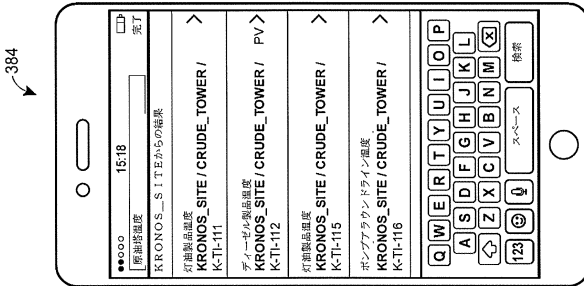 384
●●○○○ 15:18
原油塔温度 完了
KRONOS_SITEからの結果
灯油製品温度
KRONOS_SITE / CRUDE_TOWER /
K-TI-111
ディーゼル製品温度 PV
KRONOS_SITE / CRUDE_TOWER /
K-TI-112
灯油製品温度
KRONOS_SITE / CRUDE_TOWER /
K-TI-115
ポンプアラウンドライン温度
KRONOS_SITE / CRUDE_TOWER /
K-TI-116
Q W E R T Y U I O P
A S D F G H J K L
Z X C V B N M
123 スペース 検索